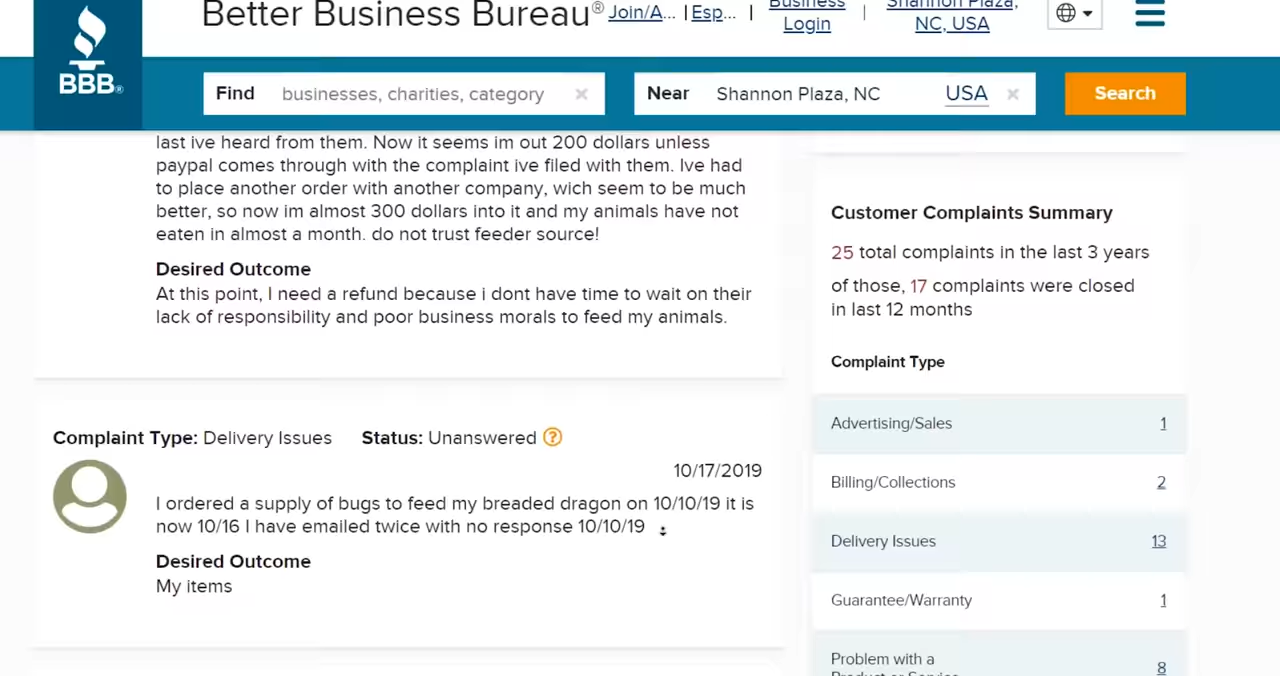 Better Business Bureau®
Join/A... | Esp... |
Business
Login
|
Shannon Plaza,
NC, USA
BBB®
Find businesses, charities, category ×
Near Shannon Plaza, NC USA ×
Search
last ive heard from them. Now it seems im out 200 dollars unless
paypal comes through with the complaint ive filed with them. Ive had
to place another order with another company, wich seem to be much
better, so now im almost 300 dollars into it and my animals have not
eaten in almost a month. do not trust feeder source!
Desired Outcome
At this point, I need a refund because i dont have time to wait on their
lack of responsibility and poor business morals to feed my animals.
Complaint Type: Delivery Issues Status: Unanswered ?
10/17/2019
I ordered a supply of bugs to feed my breaded dragon on 10/10/19 it is
now 10/16 I have emailed twice with no response 10/10/19
Desired Outcome
My items
Customer Complaints Summary
25 total complaints in the last 3 years
of those, 17 complaints were closed
in last 12 months
Complaint Type
Advertising/Sales 1
Billing/Collections 2
Delivery Issues 13
Guarantee/Warranty 1
Problem with a
Product or Service 8